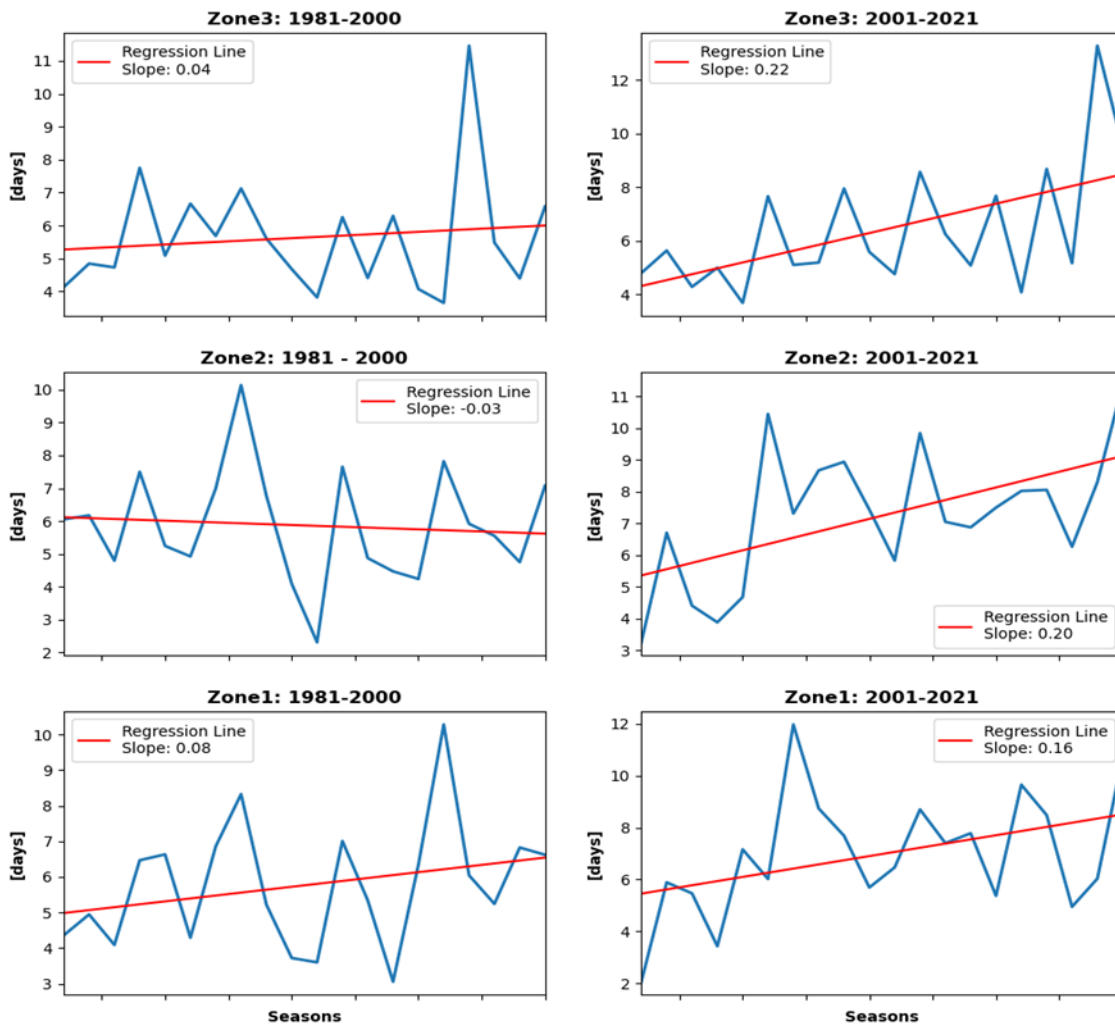 Zone3: 1981-2000
Regression Line
Slope: 0.04
11
10
9
8
7
6
5
4
[days]
Zone3: 2001-2021
Regression Line
Slope: 0.22
12
10
8
6
4
[days]
Zone2: 1981 - 2000
Regression Line
Slope: -0.03
10
9
8
7
6
5
4
3
2
[days]
Zone2: 2001-2021
11
10
9
8
7
6
5
4
3
[days]
Regression Line
Slope: 0.20
Zone1: 1981-2000
Regression Line
Slope: 0.08
10
9
8
7
6
5
4
3
[days]
Seasons
Zone1: 2001-2021
Regression Line
Slope: 0.16
12
10
8
6
4
2
[days]
Seasons